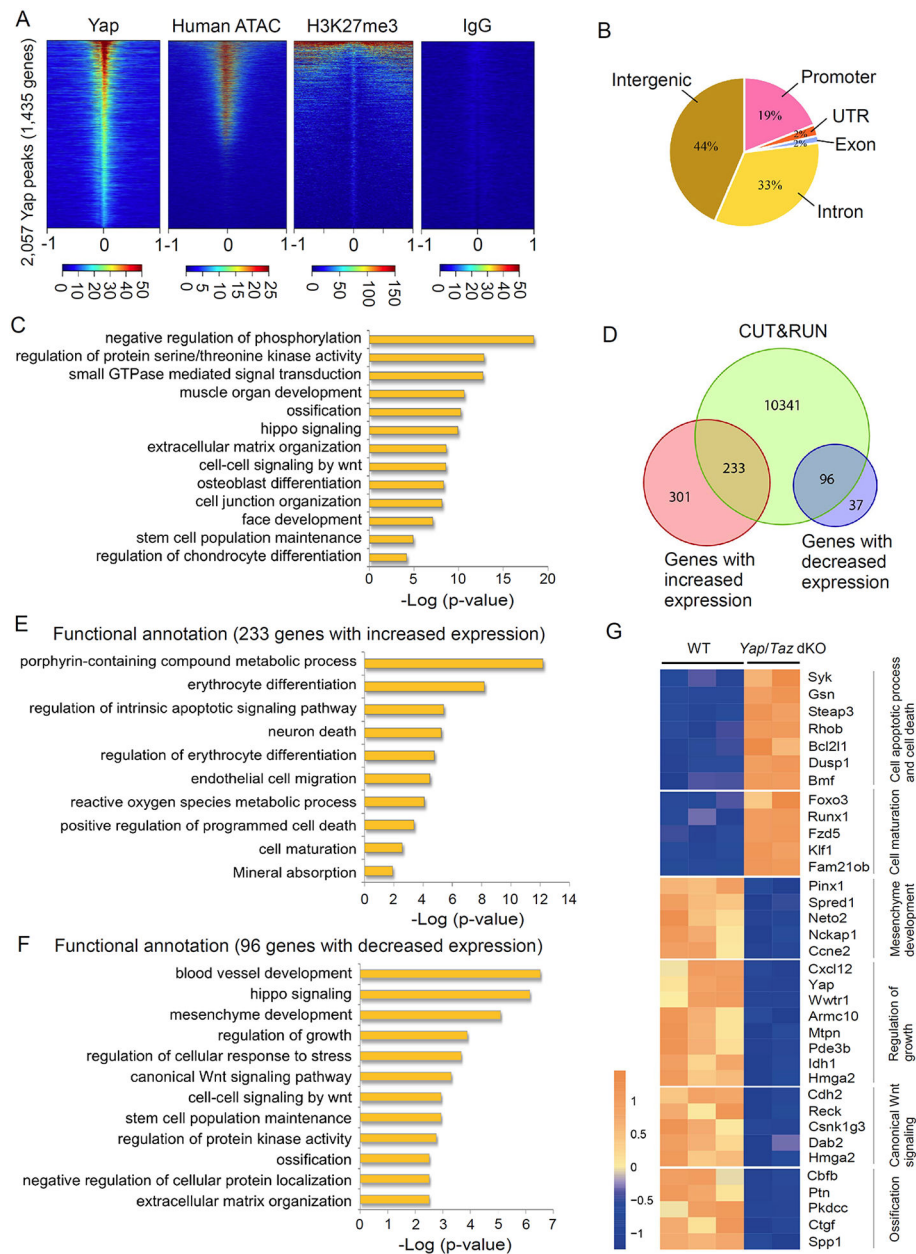 A
Yap
Human ATAC
H3K27me3
IgG
2,057 Yap peaks (1,435 genes)
-1 0 1
-1 0 1
-1 0 1
-1 0 1
0 10 20 30 40 50
0 5 10 15 20 25
0 50 100 150
0 10 20 30 40 50
B
Intergenic
Promoter
UTR
Exon
Intron
19%
2%
2%
33%
44%
C
negative regulation of phosphorylation
regulation of protein serine/threonine kinase activity
small GTPase mediated signal transduction
muscle organ development
ossification
hippo signaling
extracellular matrix organization
cell-cell signaling by wnt
osteoblast differentiation
cell junction organization
face development
stem cell population maintenance
regulation of chondrocyte differentiation
0 5 10 15 20
-Log (p-value)
D
CUT&RUN
10341
233
301
96
37
Genes with
increased
expression
Genes with
decreased
expression
E
Functional annotation (233 genes with increased expression)
porphyrin-containing compound metabolic process
erythrocyte differentiation
regulation of intrinsic apoptotic signaling pathway
neuron death
regulation of erythrocyte differentiation
endothelial cell migration
reactive oxygen species metabolic process
positive regulation of programmed cell death
cell maturation
Mineral absorption
0 2 4 6 8 10 12 14
-Log (p-value)
F
Functional annotation (96 genes with decreased expression)
blood vessel development
hippo signaling
mesenchyme development
regulation of growth
regulation of cellular response to stress
canonical Wnt signaling pathway
cell-cell signaling by wnt
stem cell population maintenance
regulation of protein kinase activity
ossification
negative regulation of cellular protein localization
extracellular matrix organization
0 1 2 3 4 5 6 7
-Log (p-value)
G
WT
Yap/Taz dKO
Syk
Gsn
Steap3
Rhob
Bcl2l1
Dusp1
Bmf
Cell apoptotic process
and cell death
Foxo3
Runx1
Fzd5
Klf1
Fam21ob
Cell maturation
Pinx1
Spred1
Neto2
Nckap1
Ccne2
Mesenchyme
development
Cxcl12
Yap
Wwtr1
Armc10
Mtpn
Pde3b
Idh1
Hmga2
Regulation of
growth
Cdh2
Reck
Csnk1g3
Dab2
Hmga2
Canonical Wnt
signaling
Cbfb
Ptn
Pkdcc
Ctgf
Spp1
Ossification
1
0.5
0
−0.5
−1